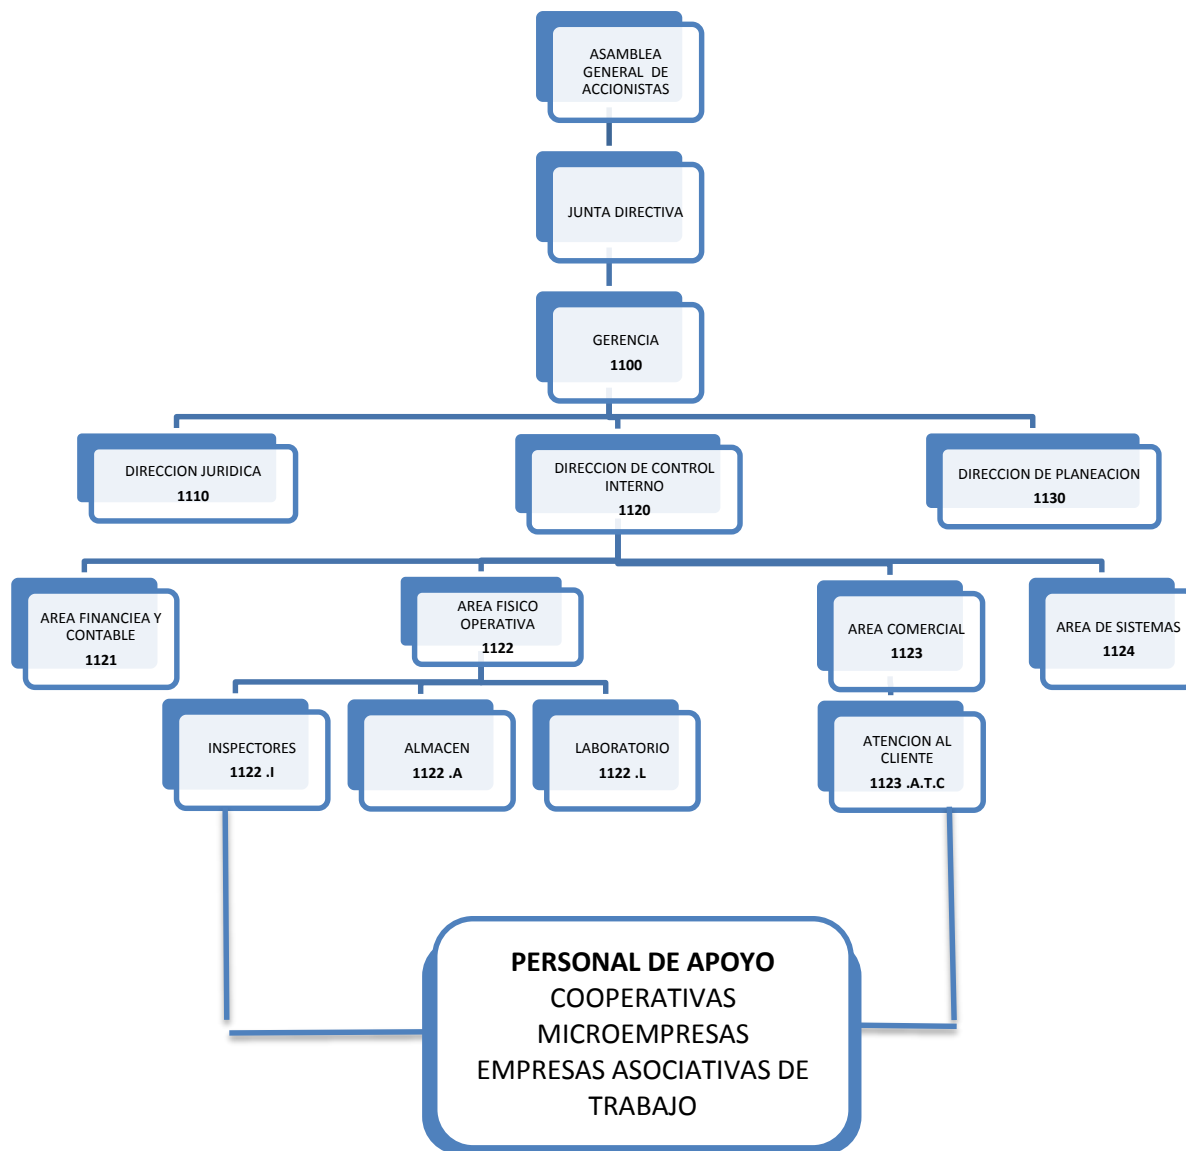 ASAMBLEA
GENERAL DE
ACCIONISTAS
JUNTA DIRECTIVA
GERENCIA
1100
DIRECCION JURIDICA
1110
DIRECCION DE CONTROL
INTERNO
1120
DIRECCION DE PLANEACION
1130
AREA FINANCIEA Y
CONTABLE
1121
AREA FISICO
OPERATIVA
1122
AREA COMERCIAL
1123
AREA DE SISTEMAS
1124
INSPECTORES
1122 .I
ALMACEN
1122 .A
LABORATORIO
1122 .L
ATENCION AL
CLIENTE
1123 .A.T.C
PERSONAL DE APOYO
COOPERATIVAS
MICROEMPRESAS
EMPRESAS ASOCIATIVAS DE
TRABAJO